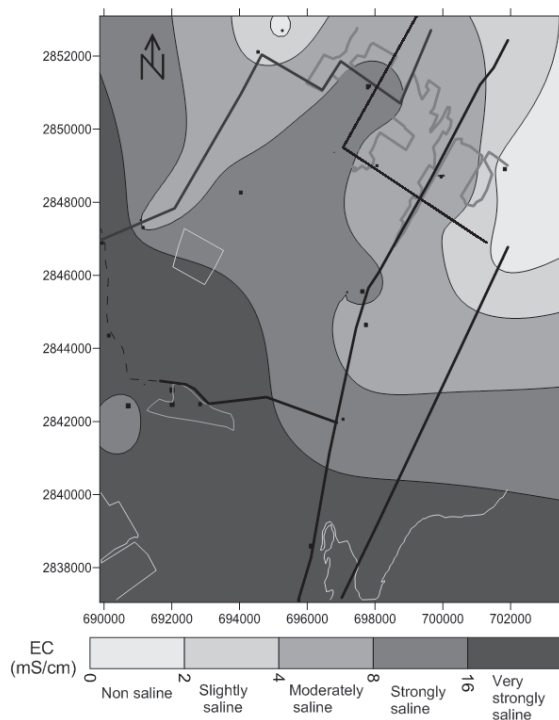 N
2852000
2850000
2848000
2846000
2844000
2842000
2840000
2838000
690000 692000 694000 696000 698000 700000 702000
EC
(mS/cm)
0 2 4 8 16
Non saline
Slightly
saline
Moderately
saline
Strongly
saline
Very
strongly
saline